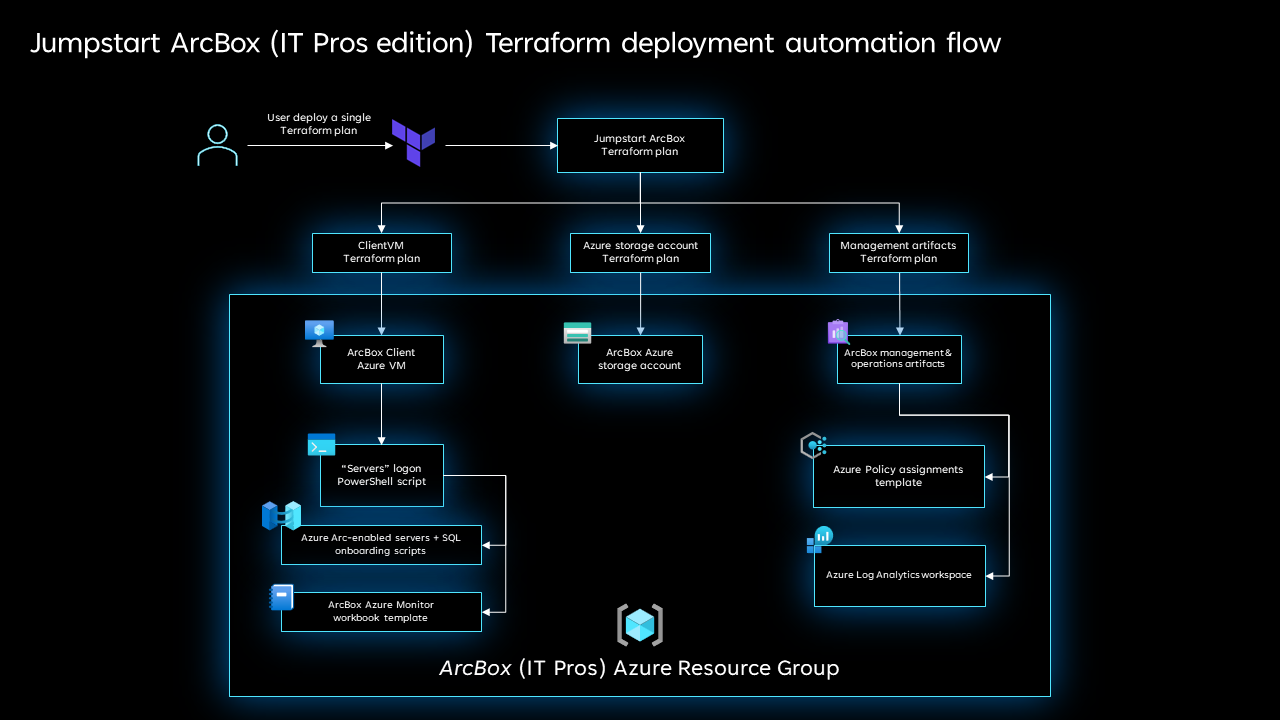 Jumpstart ArcBox (IT Pros edition) Terraform deployment automation flow
User deploy a single
Terraform plan
Jumpstart ArcBox
Terraform plan
ClientVM
Terraform plan
Azure storage account
Terraform plan
Management artifacts
Terraform plan
ArcBox Client
Azure VM
ArcBox Azure
storage account
ArcBox management &
operations artifacts
“Servers” logon
PowerShell script
Azure Policy assignments
template
Azure Arc-enabled servers + SQL
onboarding scripts
Azure Log Analytics workspace
ArcBox Azure Monitor
workbook template
ArcBox (IT Pros) Azure Resource Group